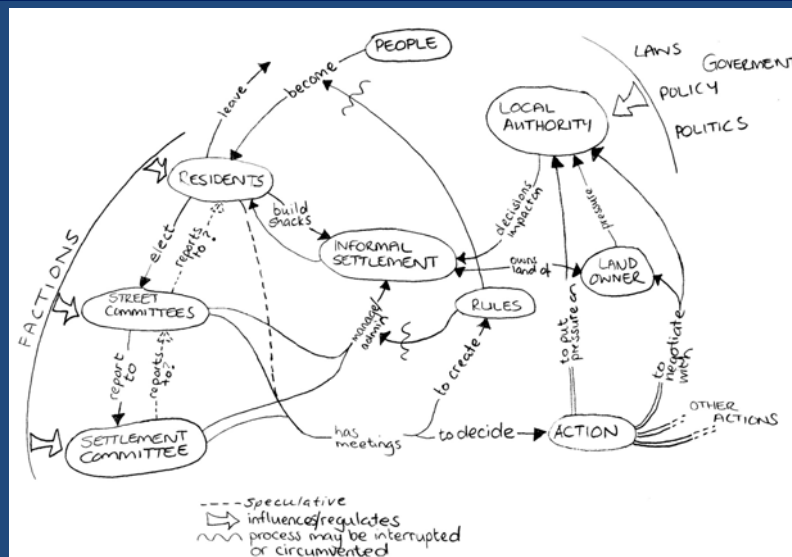 PEOPLE
LAWS
GOVERMENT
POLICY
POLITICS
LOCAL
AUTHORITY
become
leave
RESIDENTS
build
shacks
decisions
impact on
pressure
INFORMAL
SETTLEMENT
owns
land of
LAND
OWNER
elect
reports
to?
FACTIONS
STREET
COMMITTEES
manage/
admin
RULES
to put
pressure on
to
negotiate
with
report
to
reports
to?
to create
SETTLEMENT
COMMITTEE
has
meetings
to decide
ACTION
OTHER
ACTIONS
---- speculative
influences/regulates
process may be interrupted
or circumvented